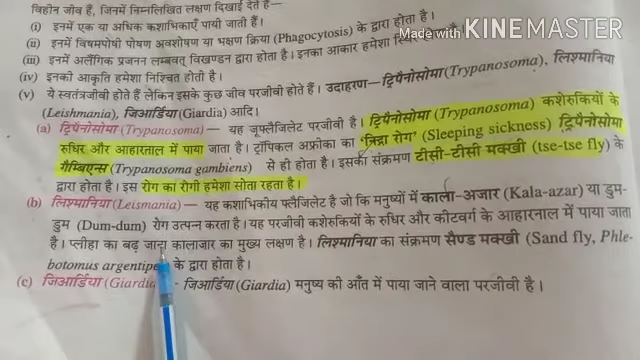 विहीन जीव हैं, जिनमें निम्नलिखित लक्षण दिखाई देते हैं—
(i) इनमें एक या अधिक कशाभिकाएँ पायी जाती हैं।
(ii) इनमें विषमपोषी पोषण अवशोषण या भक्षण क्रिया (Phagocytosis) के द्वारा होता है।
(iii) इनमें अलैंगिक प्रजनन लम्बवत् विखण्डन द्वारा होता है। इनका आकार हमेशा
(iv) इनकी आकृति हमेशा निश्चित होती है।
(v) ये स्वतंत्रजीवी होते हैं लेकिन इसके कुछ जीव परजीवी होते हैं। उदाहरण—ट्रिपैनोसोमा (Trypanosoma), लिश्मानिया
(Leishmania), जिआर्डिया (Giardia) आदि।
(a) ट्रिपैनोसोमा (Trypanosoma) — यह जूफ्लैजिलेट परजीवी है। ट्रिपैनोसोमा (Trypanosoma) कशेरुकियों के
रुधिर और आहारताल में पाया जाता है। ट्रॉपिकल अफ्रीका का 'निद्रा रोग' (Sleeping sickness) ट्रिपैनोसोमा
गैम्बिएन्स (Trypanosoma gambiens) से ही होता है। इसका संक्रमण टीसी-टीसी मक्खी (tse-tse fly) के
द्वारा होता है। इस रोग का रोगी हमेशा सोता रहता है।
(b) लिश्मानिया (Leismania) — यह कशाभिकीय फ्लैजिलेट है जो कि मनुष्यों में काला-अजार (Kala-azar) या डुम-
डुम (Dum-dum) रोग उत्पन करता है। यह परजीवी कशेरुकियों के रुधिर और कीटवर्ग के आहारनाल में पाया जाता
है। प्लीहा का बढ़ जाना कालाजार का मुख्य लक्षण है। लिश्मानिया का संक्रमण सैण्ड मक्खी (Sand fly, Phle-
botomus argentipe के द्वारा होता है।
(c) जिआर्डिया (Giardia - जिआर्डिया (Giardia) मनुष्य की आँत में पाया जाने वाला परजीवी है।
Made with KINEMASTER